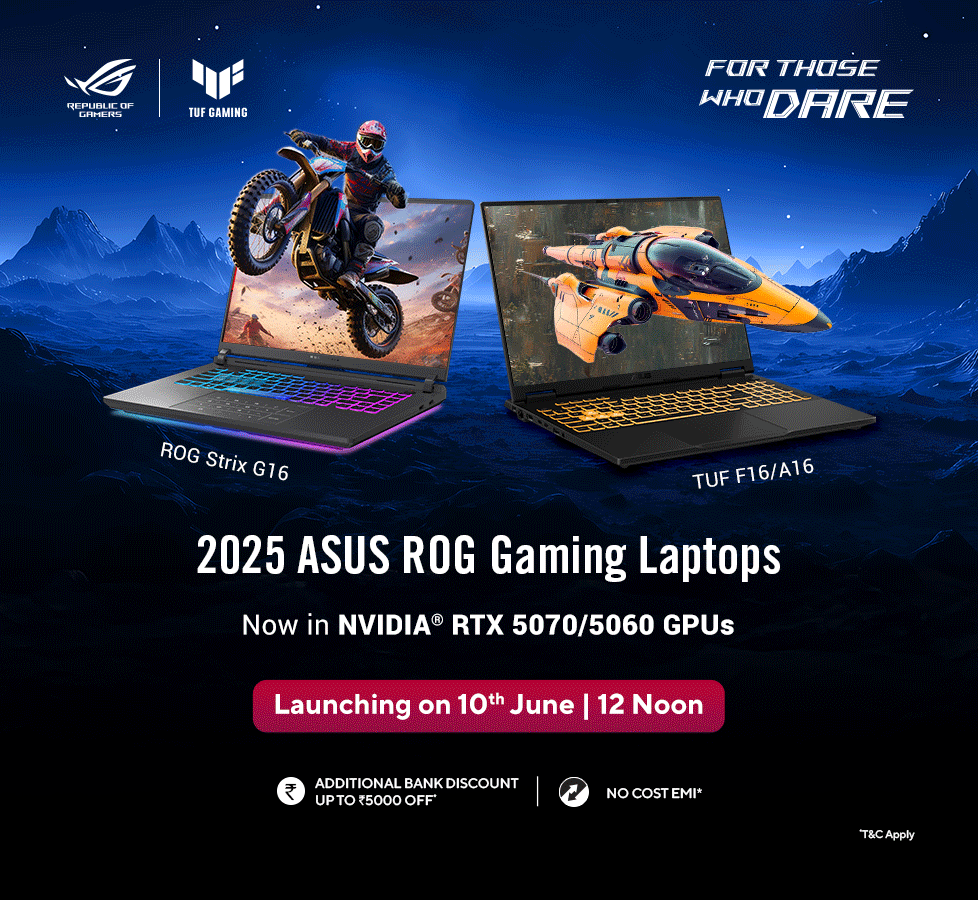 REPUBLIC OF
GAMERS
TUF GAMING
FOR THOSE
WHO DARE
ROG Strix G16
TUF F16/A16
2025 ASUS ROG Gaming Laptops
Now in NVIDIA® RTX 5070/5060 GPUs
Launching on 10th June | 12 Noon
ADDITIONAL BANK DISCOUNT
UP TO ₹5000 OFF*
NO COST EMI*
*T&C Apply